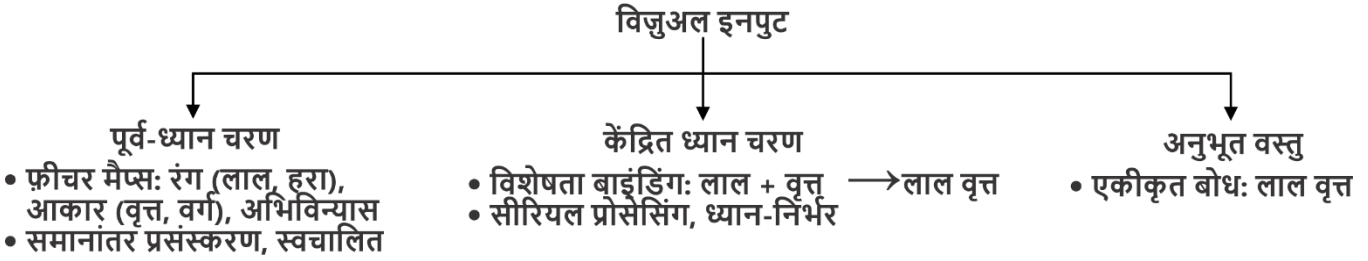 विज़ुअल इनपुट
पूर्व-ध्यान चरण
• फ़ीचर मैप्स: रंग (लाल, हरा),
आकार (वृत्त, वर्ग), अभिविन्यास
• समानांतर प्रसंस्करण, स्वचालित
केंद्रित ध्यान चरण
• विशेषता बाइंडिंग: लाल + वृत्त → लाल वृत्त
• सीरियल प्रोसेसिंग, ध्यान-निर्भर
अनुभूत वस्तु
• एकीकृत बोध: लाल वृत्त